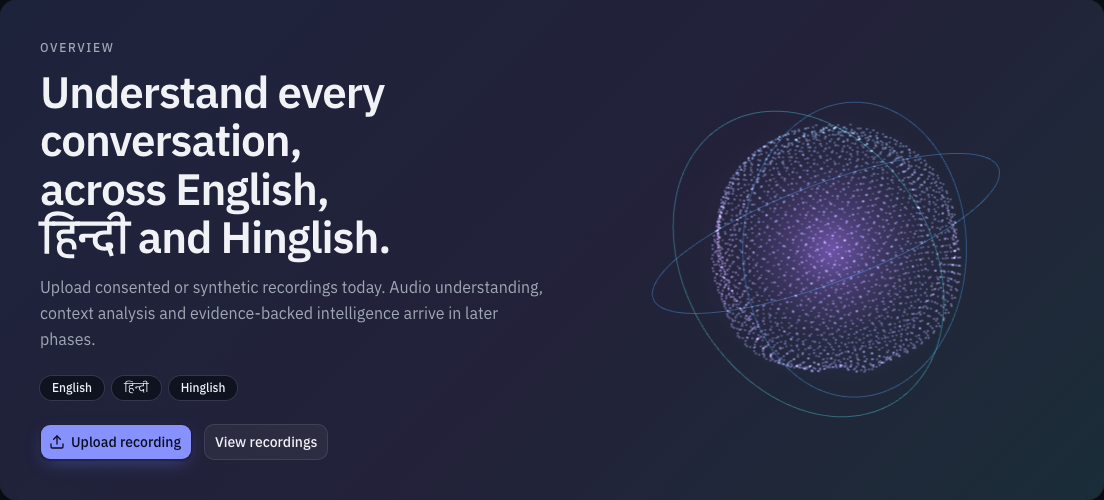 OVERVIEW
Understand every
conversation,
across English,
हिन्दी and Hinglish.
Upload consented or synthetic recordings today. Audio understanding,
context analysis and evidence-backed intelligence arrive in later
phases.
English
हिन्दी
Hinglish
Upload recording
View recordings